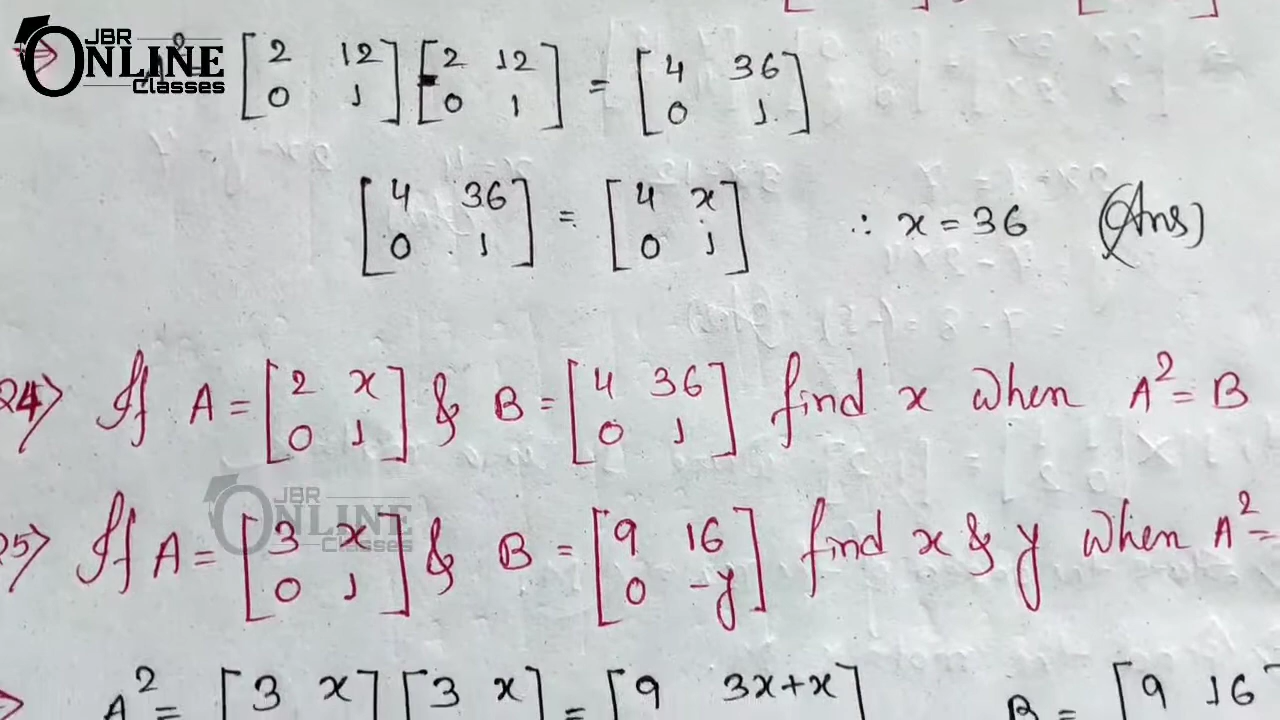 JBR
ONLINE
Classes
[2 12 [2 12 = [4 36
0 1] 0 1] 0 1]
[4 36 = [4 x ∴ x = 36 (Ans)
0 1] 0 1]
24) If A = [2 x & B = [4 36 find x when A² = B
0 1] 0 1]
JBR
ONLINE
Classes
25) If A = [3 x & B = [9 16 find x & y when A² =
0 1] 0 -y]
A² = [3 x] [3 x] = [9 3x+x] B = [9 16